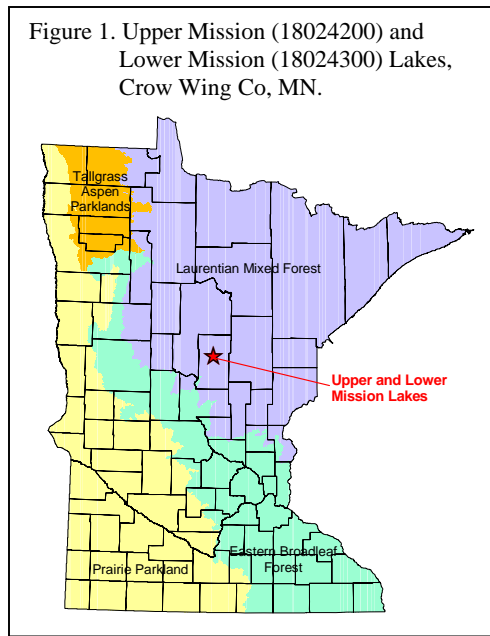 Figure 1. Upper Mission (18024200) and
Lower Mission (18024300) Lakes,
Crow Wing Co, MN.
Tallgrass
Aspen
Parklands
Laurentian Mixed Forest
Upper and Lower
Mission Lakes
Eastern Broadleaf
Forest
Prairie Parkland